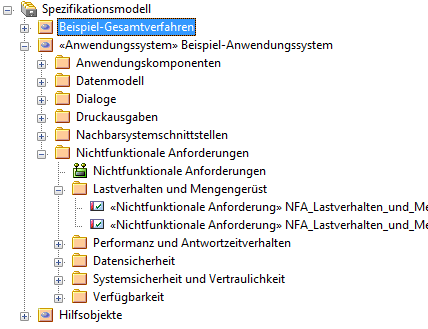 Spezifikationsmodell
Beispiel-Gesamtverfahren
«Anwendungssystem» Beispiel-Anwendungssystem
Anwendungskomponenten
Datenmodell
Dialoge
Druckausgaben
Nachbarsystemschnittstellen
Nichtfunktionale Anforderungen
Nichtfunktionale Anforderungen
Lastverhalten und Mengengerüst
«Nichtfunktionale Anforderung» NFA_Lastverhalten_und_Me
«Nichtfunktionale Anforderung» NFA_Lastverhalten_und_Me
Performanz und Antwortzeitverhalten
Datensicherheit
Systemsicherheit und Vertraulichkeit
Verfügbarkeit
Hilfsobjekte